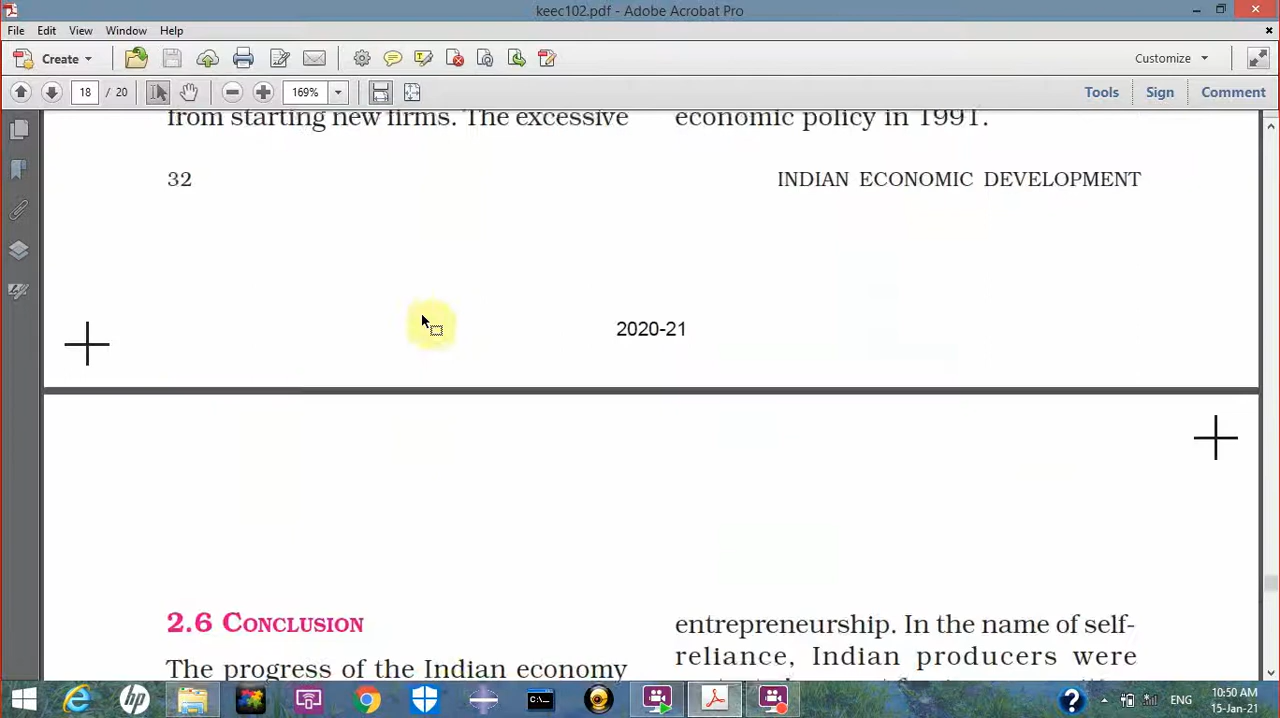 keec102.pdf - Adobe Acrobat Pro
File Edit View Window Help
Create Customize
18 / 20 169% Tools Sign Comment
from starting new firms. The excessive
economic policy in 1991.
32 INDIAN ECONOMIC DEVELOPMENT
2020-21
2.6 CONCLUSION
The progress of the Indian economy
entrepreneurship. In the name of self-
reliance, Indian producers were
ENG
10:50 AM
15-Jan-21